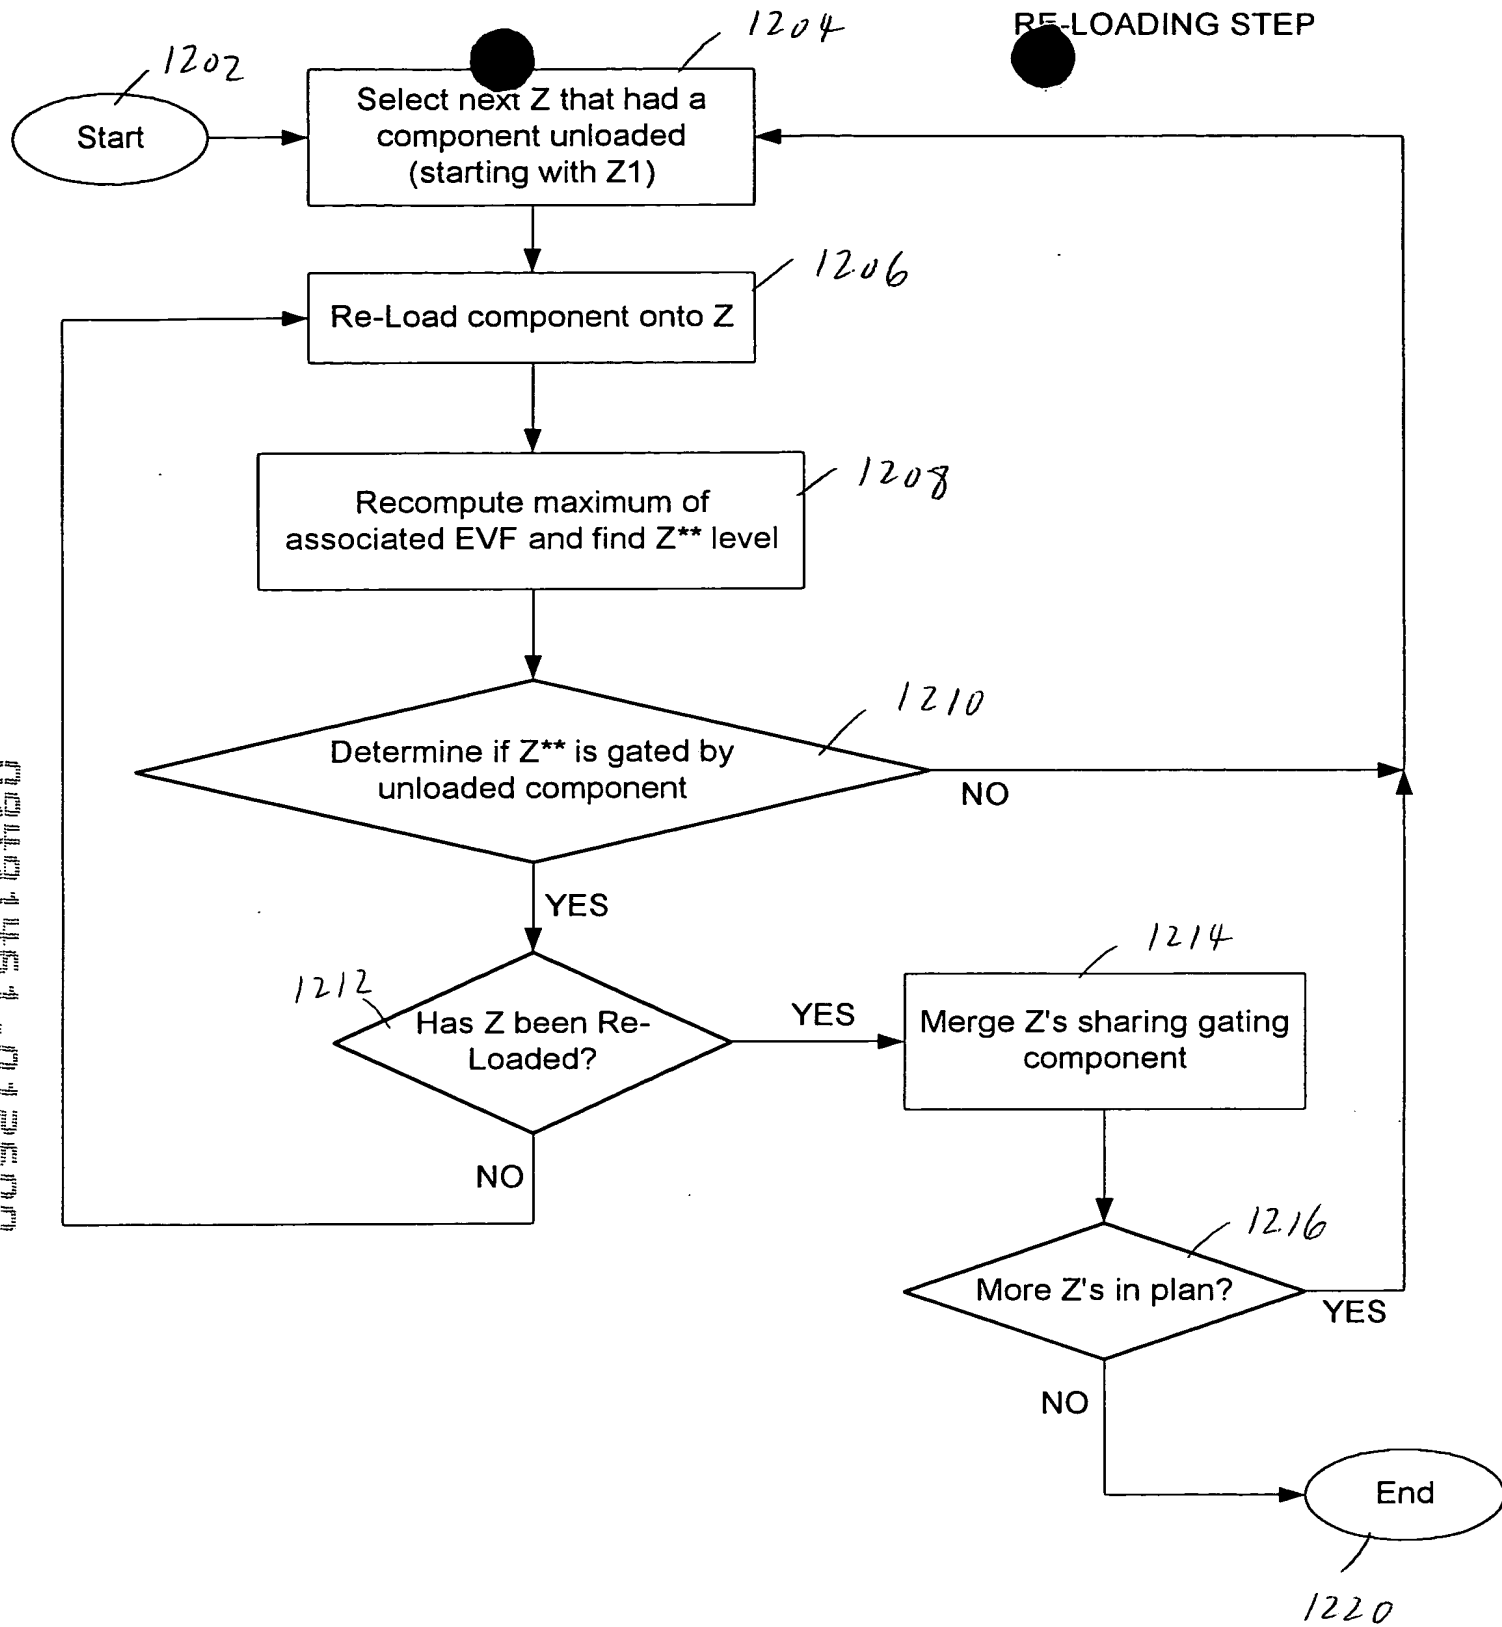 RE-LOADING STEP
1202
1204
Start
Select next Z that had a
component unloaded
(starting with Z1)
1206
Re-Load component onto Z
1208
Recompute maximum of
associated EVF and find Z** level
1210
Determine if Z** is gated by
unloaded component
NO
YES
1212
Has Z been Re-
Loaded?
YES
1214
Merge Z's sharing gating
component
NO
1216
More Z's in plan?
YES
NO
End
1220